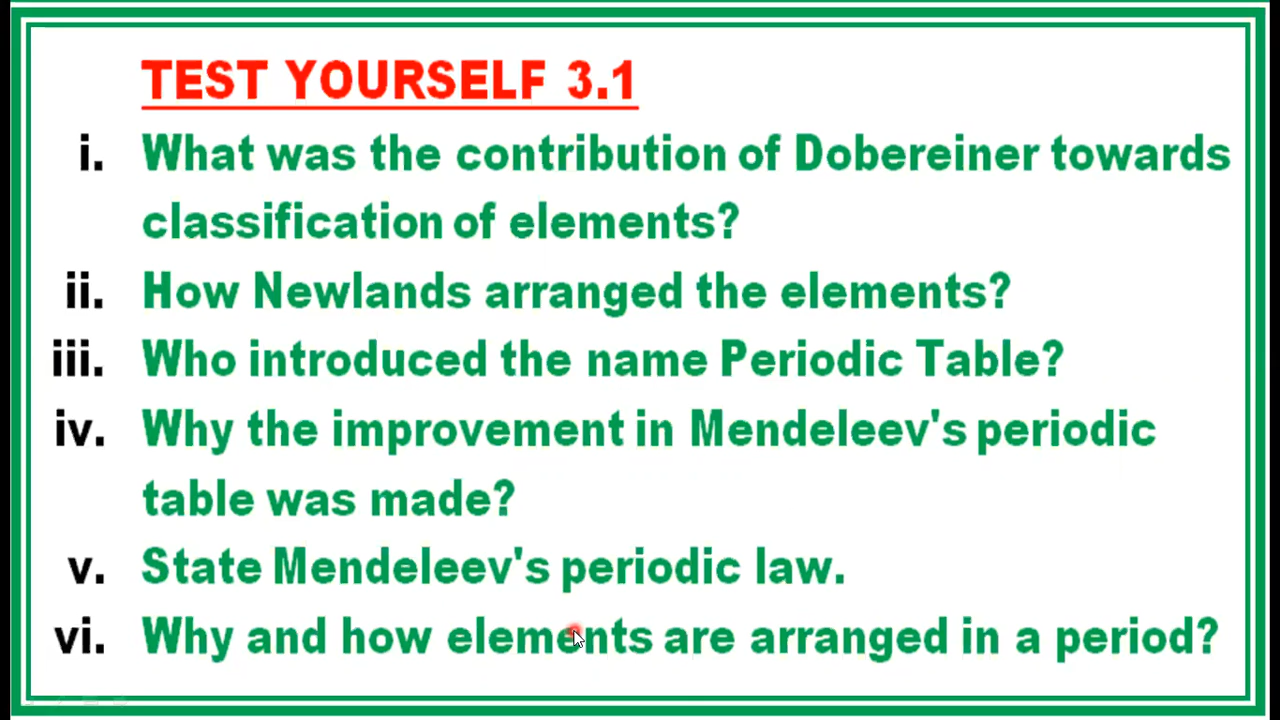 TEST YOURSELF 3.1
i. What was the contribution of Dobereiner towards
classification of elements?
ii. How Newlands arranged the elements?
iii. Who introduced the name Periodic Table?
iv. Why the improvement in Mendeleev's periodic
table was made?
v. State Mendeleev's periodic law.
vi. Why and how elements are arranged in a period?